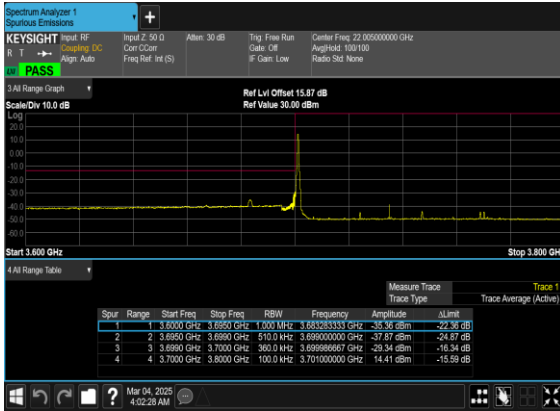 Spectrum Analyzer 1
Spurious Emissions
+
KEYSIGHT Input: RF Input Z: 50 Ω Atten: 30 dB Trig: Free Run Center Freq: 22.005000000 GHz
R T Coupling: DC Corr CCorr Gate: Off Avg|Hold: 100/100
Align: Auto Freq Ref: Int (S) IF Gain: Low Radio Std: None
PASS
3 All Range Graph
Ref Lvl Offset 15.87 dB
Scale/Div 10.0 dB Ref Value 30.00 dBm
Log
20.0
10.0
0.00
-10.0
-20.0
-30.0
-40.0
-50.0
-60.0
Start 3.600 GHz Stop 3.800 GH
4 All Range Table
Measure Trace Trace 1
Trace Type Trace Average (Active)
Spur Range Start Freq Stop Freq RBW Frequency Amplitude ΔLimit
1 1 3.6000 GHz 3.6950 GHz 1.000 MHz 3.683283333 GHz -35.36 dBm -22.36 dB
2 2 3.6950 GHz 3.6990 GHz 510.0 kHz 3.699000000 GHz -37.87 dBm -24.87 dB
3 3 3.6990 GHz 3.7000 GHz 360.0 kHz 3.699986667 GHz -29.34 dBm -16.34 dB
4 4 3.7000 GHz 3.8000 GHz 100.0 kHz 3.701000000 GHz 14.41 dBm -15.59 dB
?
Mar 04, 2025
4:02:28 AM